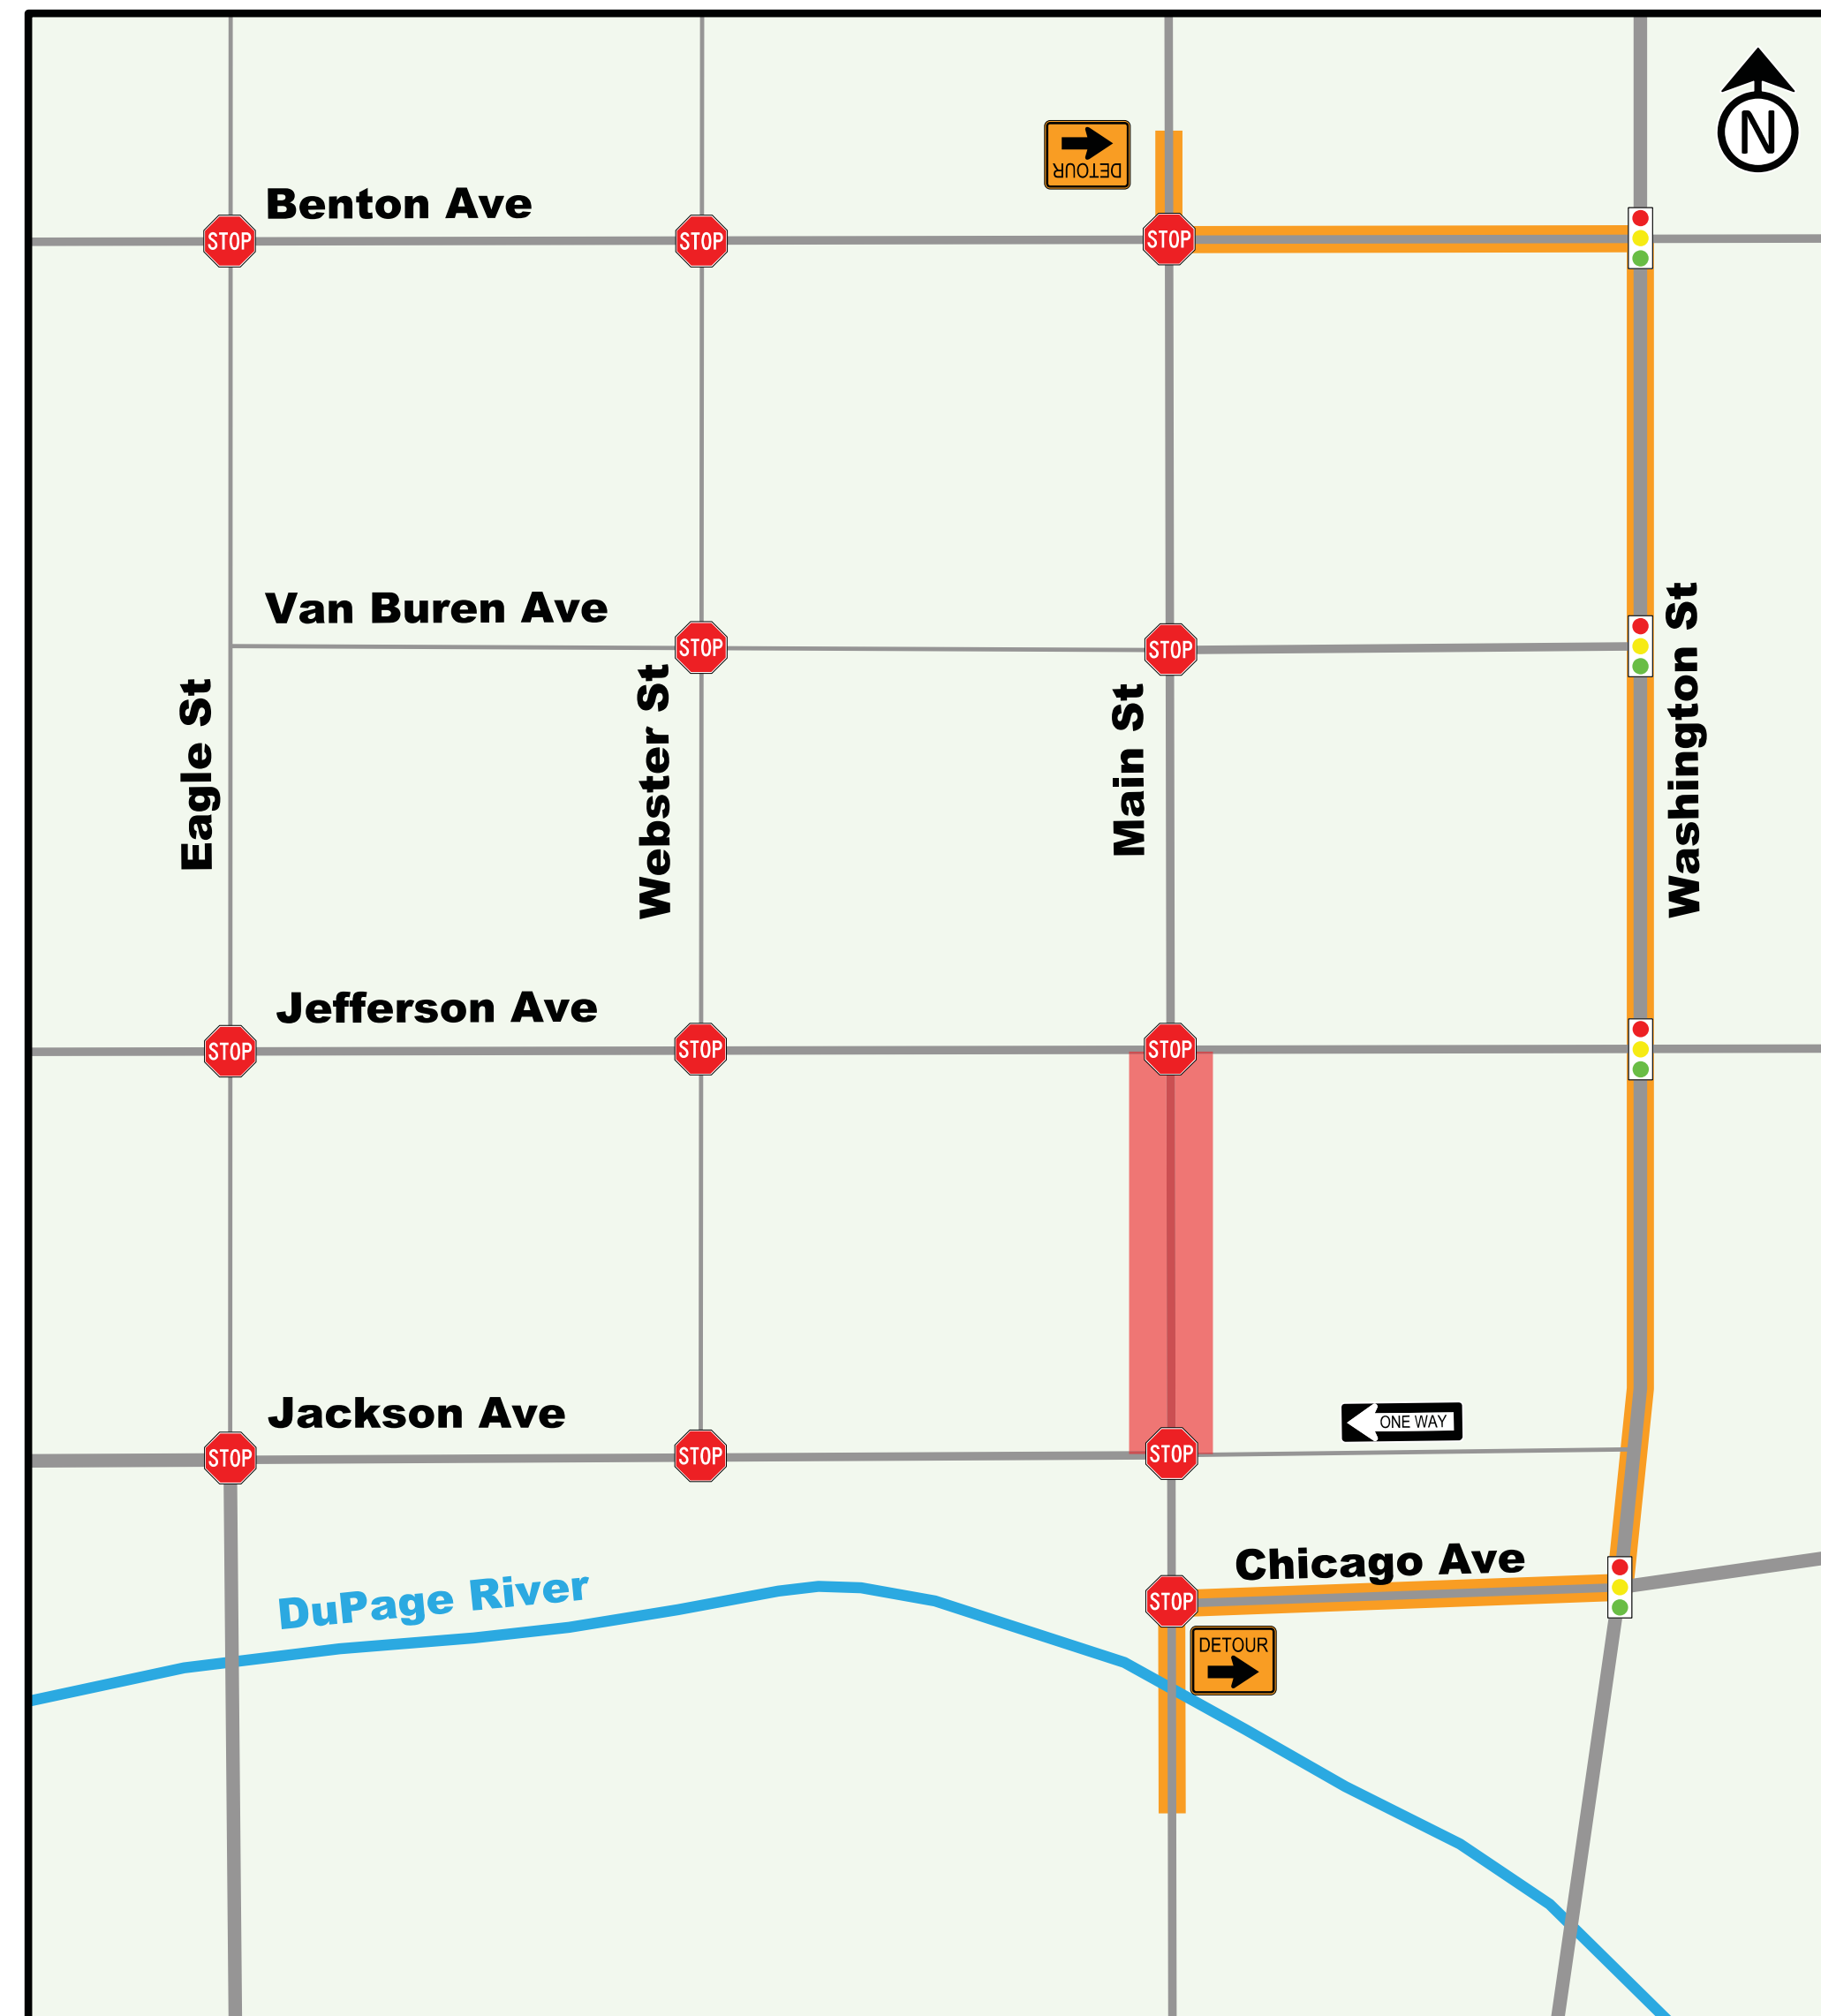 N
DETOUR
Benton Ave
STOP
STOP
STOP
Van Buren Ave
STOP
STOP
Eagle St
Webster St
Main St
Washington St
Jefferson Ave
STOP
STOP
STOP
Jackson Ave
ONE WAY
STOP
STOP
STOP
Chicago Ave
DuPage River
STOP
DETOUR